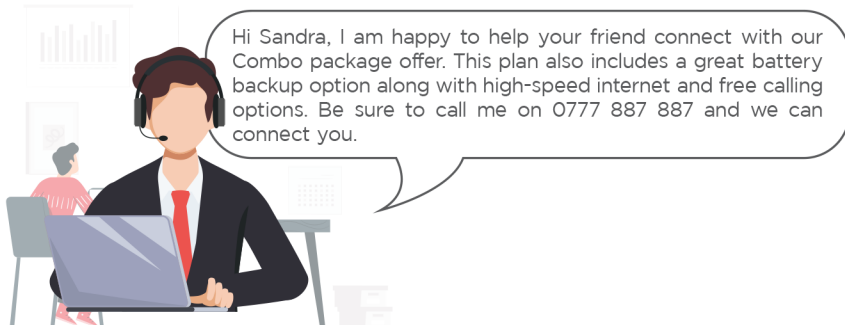 Hi Sandra, I am happy to help your friend connect with our
Combo package offer. This plan also includes a great battery
backup option along with high-speed internet and free calling
options. Be sure to call me on 0777 887 887 and we can
connect you.